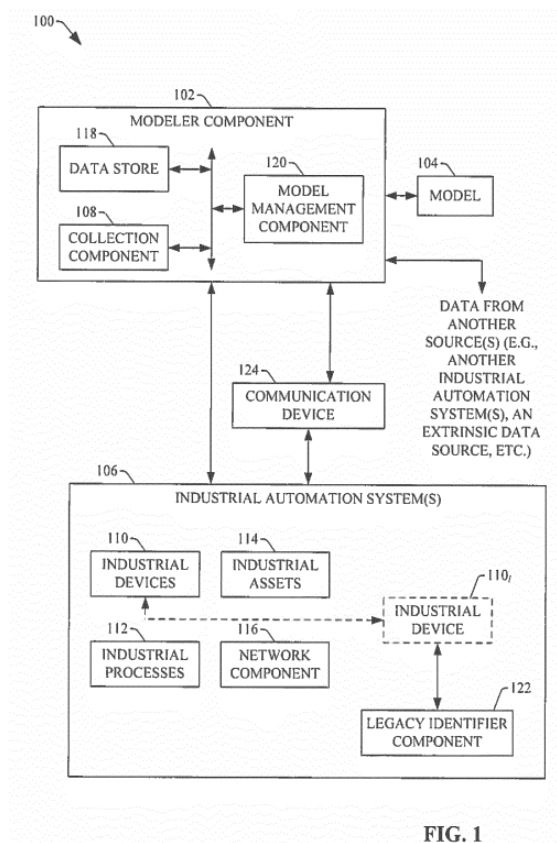 100
102
MODELER COMPONENT
118
DATA STORE
120
MODEL
MANAGEMENT
COMPONENT
104
MODEL
108
COLLECTION
COMPONENT
DATA FROM
ANOTHER
SOURCE(S) (E.G.,
ANOTHER
INDUSTRIAL
AUTOMATION
SYSTEM(S), AN
EXTRINSIC DATA
SOURCE, ETC.)
124
COMMUNICATION
DEVICE
106
INDUSTRIAL AUTOMATION SYSTEM(S)
110
INDUSTRIAL
DEVICES
114
INDUSTRIAL
ASSETS
110I
INDUSTRIAL
DEVICE
112
INDUSTRIAL
PROCESSES
116
NETWORK
COMPONENT
122
LEGACY IDENTIFIER
COMPONENT
FIG. 1